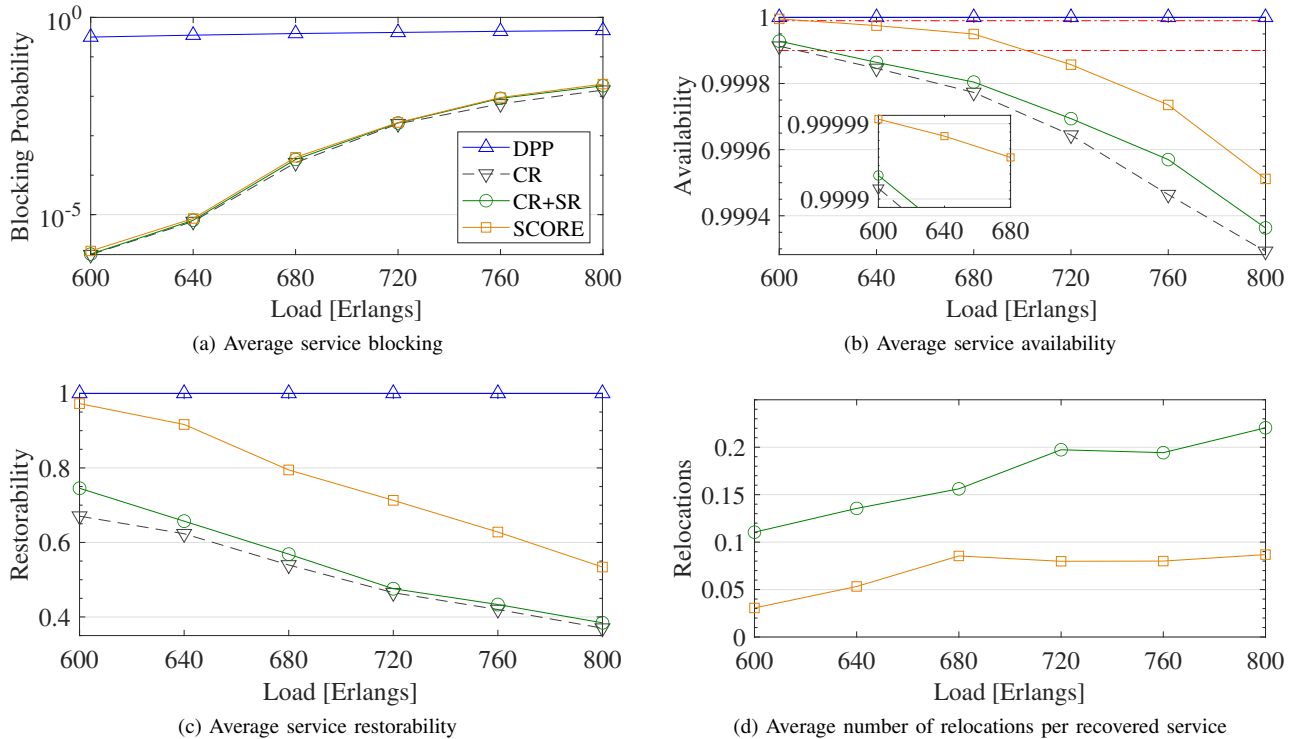 10^0
10^-5
Blocking Probability
DPP
CR
CR+SR
SCORE
600 640 680 720 760 800
Load [Erlangs]
(a) Average service blocking
1
0.9998
0.9996
0.9994
Availability
0.99999
0.9999
600 640 680
600 640 680 720 760 800
Load [Erlangs]
(b) Average service availability
1
0.8
0.6
0.4
Restorability
600 640 680 720 760 800
Load [Erlangs]
(c) Average service restorability
0.2
0.15
0.1
0.05
0
Relocations
600 640 680 720 760 800
Load [Erlangs]
(d) Average number of relocations per recovered service